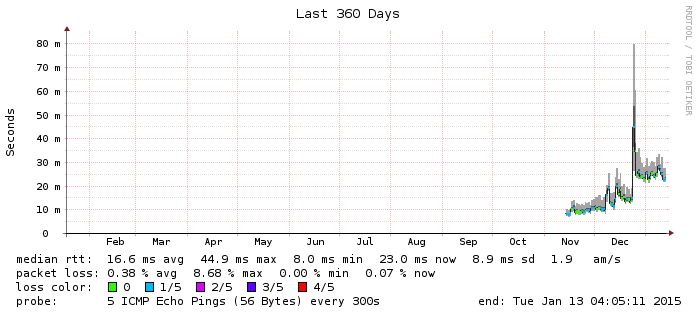 Last 360 Days
RRDTOOL / TOBI OETIKER
Seconds
80 m
70 m
60 m
50 m
40 m
30 m
20 m
10 m
0
Feb Mar Apr May Jun Jul Aug Sep Oct Nov Dec
median rtt: 16.6 ms avg 44.9 ms max 8.0 ms min 23.0 ms now 8.9 ms sd 1.9 am/s
packet loss: 0.38 % avg 8.68 % max 0.00 % min 0.07 % now
loss color: 0 1/5 2/5 3/5 4/5
probe: 5 ICMP Echo Pings (56 Bytes) every 300s end: Tue Jan 13 04:05:11 2015